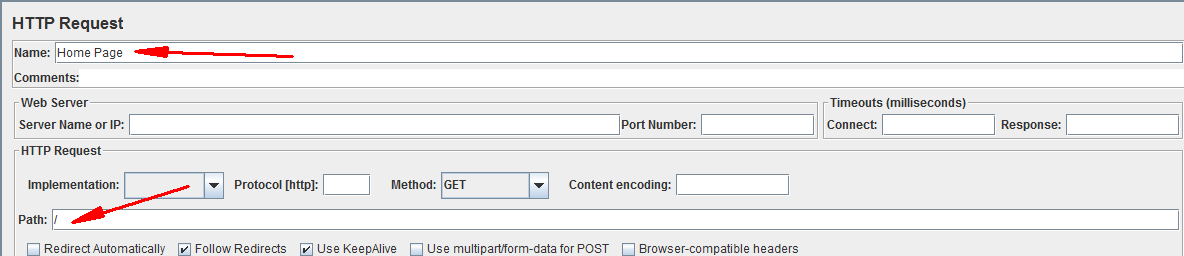 HTTP Request
Name: Home Page
Comments:
Web Server Timeouts (milliseconds)
Server Name or IP: Port Number: Connect: Response:
HTTP Request
Implementation: Protocol [http]: Method: GET Content encoding:
Path: /
Redirect Automatically Follow Redirects Use KeepAlive Use multipart/form-data for POST Browser-compatible headers